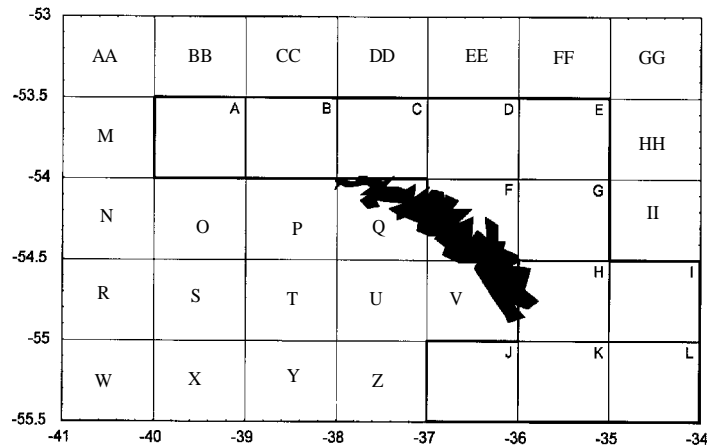 -53
AA BB CC DD EE FF GG
-53.5
A B C D E
M HH
-54
F G
N O P Q II
-54.5
H I
R S T U V
-55
J K L
W X Y Z
-55.5
-41 -40 -39 -38 -37 -36 -35 -34